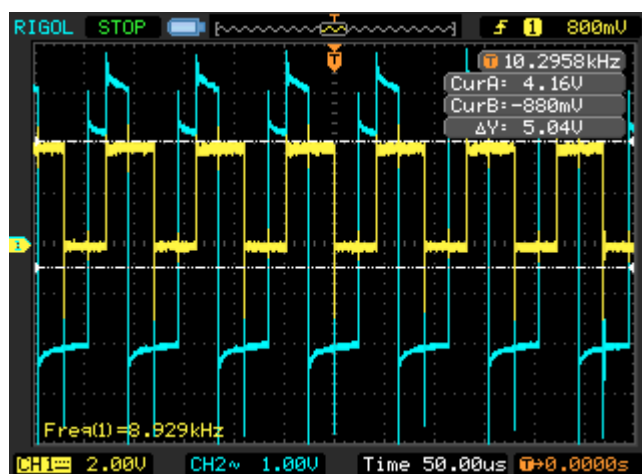 RIGOL STOP T f 1 800mV
T 10.2958kHz
CurA: 4.16V
CurB:-880mV
ΔY: 5.04V
T
1
Freq(1)=8.929kHz
CH1 2.00V CH2~ 1.00V Time 50.00us T→0.0000s